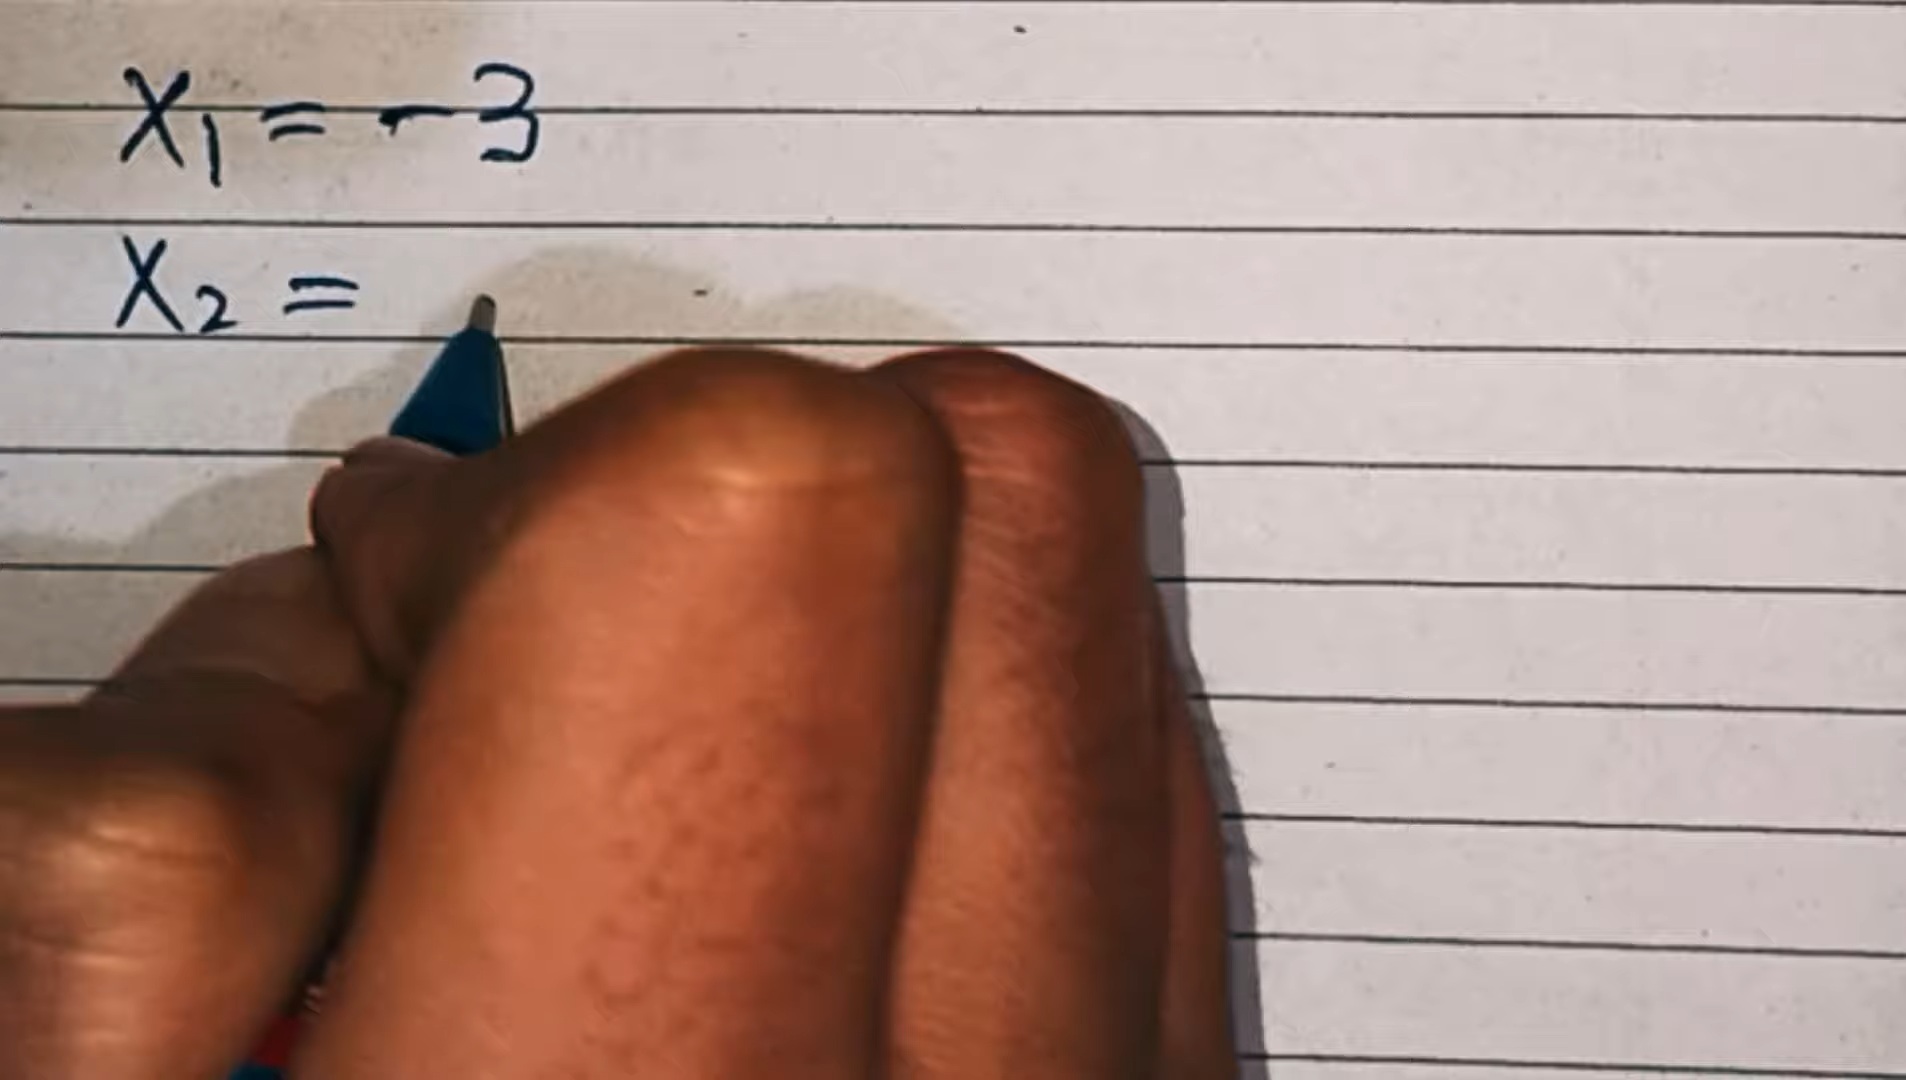 X₁ = -3
X₂ =